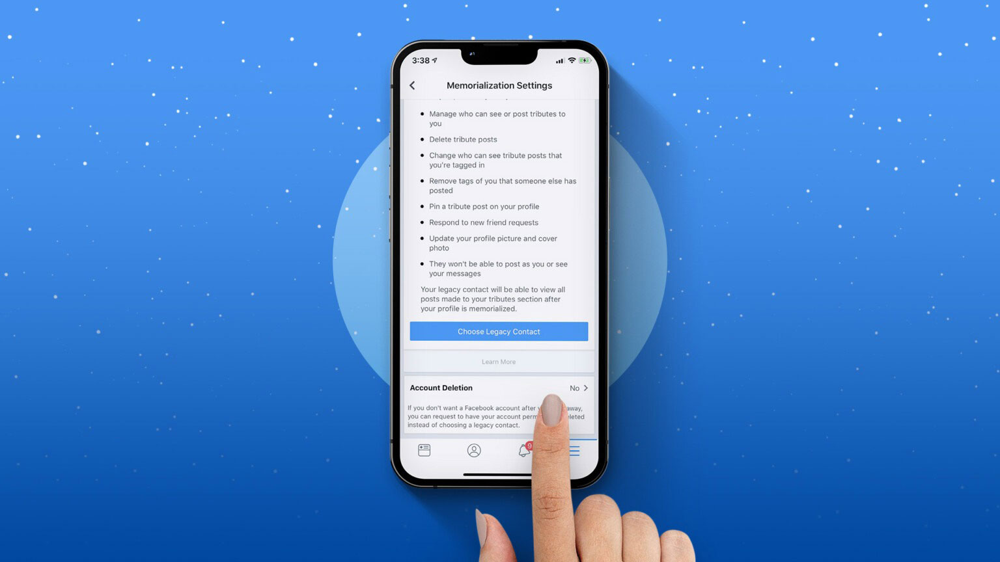 3:38
Memorialization Settings
Manage who can see or post tributes to
you
Delete tribute posts
Change who can see tribute posts that
you're tagged in
Remove tags of you that someone else has
posted
Pin a tribute post on your profile
Respond to new friend requests
Update your profile picture and cover
photo
They won't be able to post as you or see
your messages
Your legacy contact will be able to view all
posts made to your tributes section after
your profile is memorialized.
Choose Legacy Contact
Learn More
Account Deletion No
If you don't want a Facebook account after away,
you can request to have your account
instead of choosing a legacy contact.
9